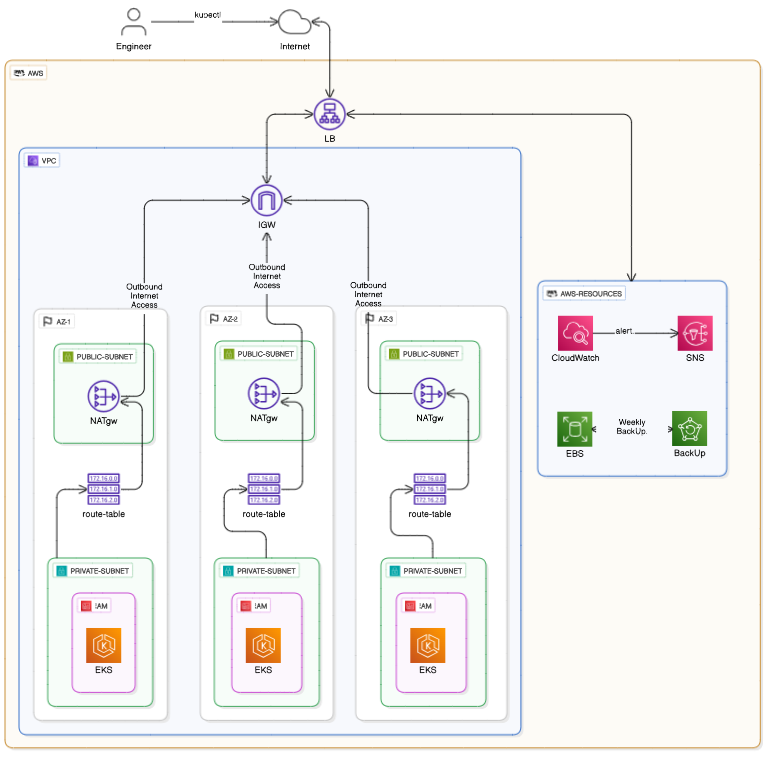 kubectl
Engineer
Internet
AWS
LB
VPC
IGW
Outbound
Internet
Access
Outbound
Internet
Access
Outbound
Internet
Access
AWS-RESOURCES
AZ-1
AZ-2
AZ-3
alert.
CloudWatch
SNS
PUBLIC-SUBNET
PUBLIC-SUBNET
PUBLIC-SUBNET
NATgw
NATgw
NATgw
Weekly
BackUp.
EBS
BackUp
172.16.0.0
172.16.1.0
172.16.2.0
route-table
172.16.0.0
172.16.1.0
172.16.2.0
route-table
172.16.0.0
172.16.1.0
172.16.2.0
route-table
PRIVATE-SUBNET
PRIVATE-SUBNET
PRIVATE-SUBNET
IAM
IAM
IAM
EKS
EKS
EKS